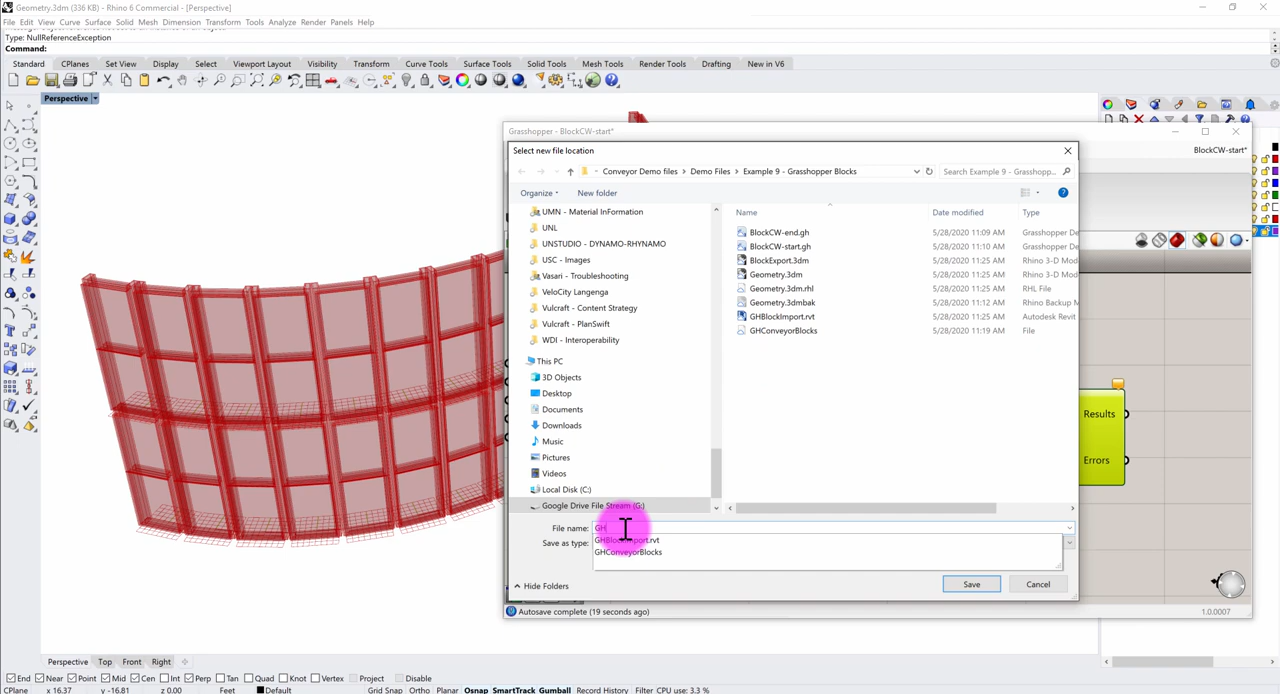 Geometry.3dm (336 KB) - Rhino 6 Commercial - [Perspective]
File Edit View Curve Surface Solid Mesh Dimension Transform Tools Analyze Render Panels Help
Type: NullReferenceException
Command:
Standard CPlanes Set View Display Select Viewport Layout Visibility Transform Curve Tools Surface Tools Solid Tools Mesh Tools Render Tools Drafting New in V6
Perspective
Grasshopper - BlockCW-start*
BlockCW-start*
Select new file location
Conveyor Demo files › Demo Files › Example 9 - Grasshopper Blocks
Search Example 9 - Grasshopp...
Organize New folder
UMN - Material InFormation
UNL
UNSTUDIO - DYNAMO-RHYNAMO
USC - Images
Vasari - Troubleshooting
VeloCity Langenga
Vulcraft - Content Strategy
Vulcraft - PlanSwift
WDI - Interoperability
This PC
3D Objects
Desktop
Documents
Downloads
Music
Pictures
Videos
Local Disk (C:)
Google Drive File Stream (G:)
Name Date modified Type
BlockCW-end.gh 5/28/2020 11:09 AM Grasshopper De
BlockCW-start.gh 5/28/2020 11:10 AM Grasshopper De
BlockExport.3dm 5/28/2020 11:25 AM Rhino 3-D Mod
Geometry.3dm 5/28/2020 11:25 AM Rhino 3-D Mod
Geometry.3dm.rhl 5/28/2020 11:25 AM RHL File
Geometry.3dmbak 5/28/2020 11:12 AM Rhino Backup M
GHBlockImport.rvt 5/28/2020 11:25 AM Autodesk Revit
GHConveyorBlocks 5/28/2020 11:19 AM File
File name: GH
Save as type:
GHBlockImport.rvt
GHConveyorBlocks
Hide Folders
Save Cancel
Results
Errors
Autosave complete (19 seconds ago)
1.0.0007
Perspective Top Front Right
End Near Point Mid Cen Int Perp Tan Quad Knot Vertex Project Disable
CPlane x 16.37 y -16.81 z 0.00 Feet Default Grid Snap Ortho Planar Osnap SmartTrack Gumball Record History Filter CPU use: 3.3 %